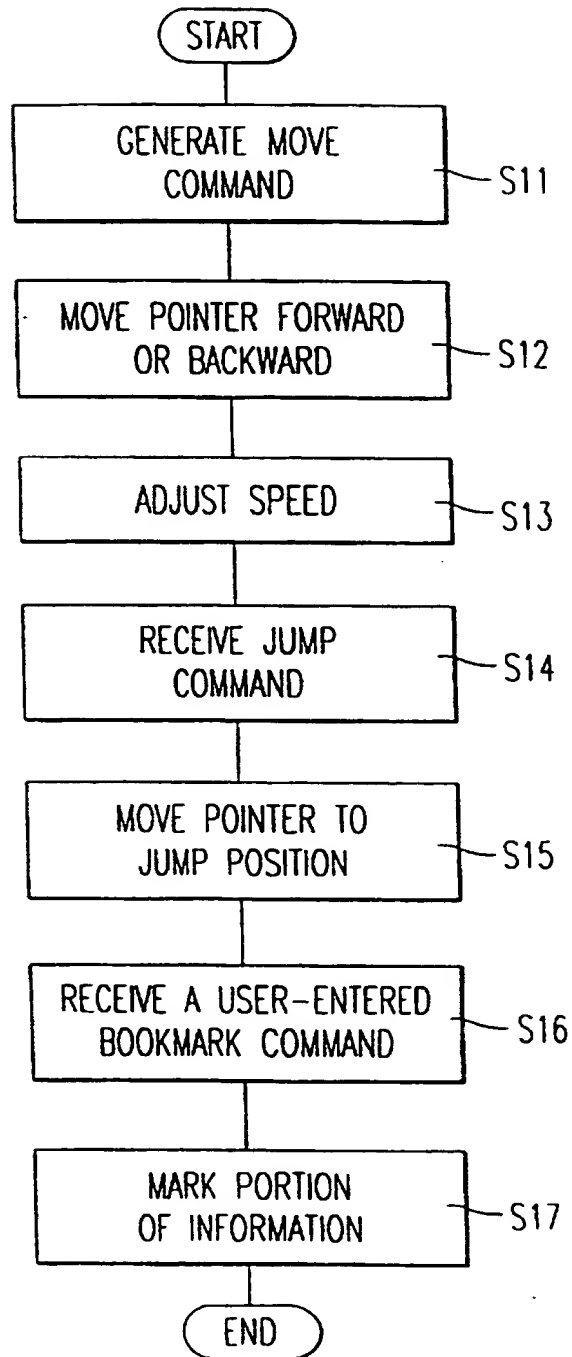 START
GENERATE MOVE
COMMAND
S11
MOVE POINTER FORWARD
OR BACKWARD
S12
ADJUST SPEED
S13
RECEIVE JUMP
COMMAND
S14
MOVE POINTER TO
JUMP POSITION
S15
RECEIVE A USER-ENTERED
BOOKMARK COMMAND
S16
MARK PORTION
OF INFORMATION
S17
END